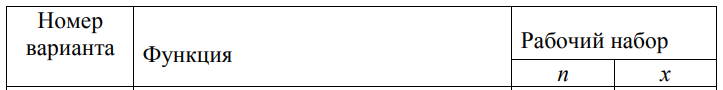 Номер
варианта
Функция
Рабочий набор
n
x